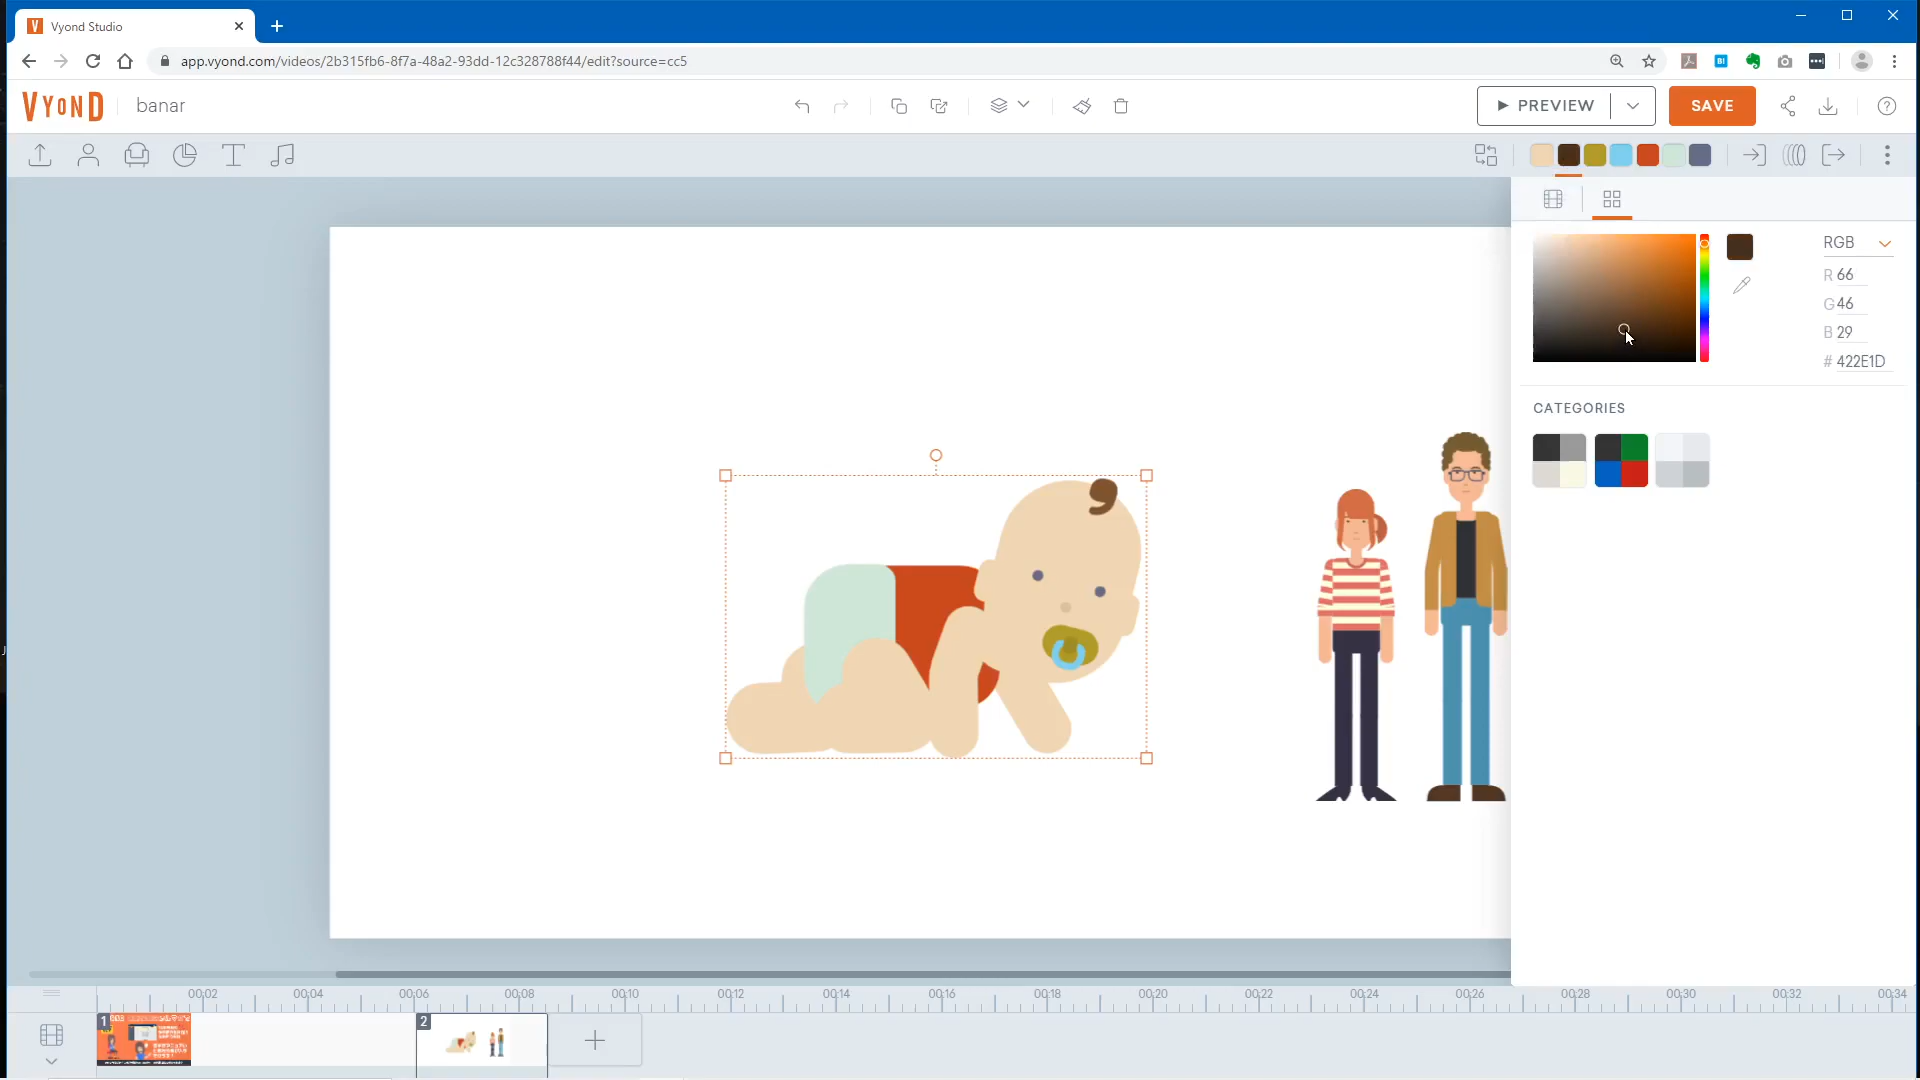 Vyond Studio
app.vyond.com/videos/2b315fb6-8f7a-48a2-93dd-12c328788f44/edit?source=cc5
VYOND
banar
PREVIEW
SAVE
RGB
R 66
G 46
B 29
# 422E1D
CATEGORIES
00:02 00:04 00:06 00:08 00:10 00:12 00:14 00:16 00:18 00:20 00:22 00:24 00:26 00:28 00:30 00:32 00:34
1
2